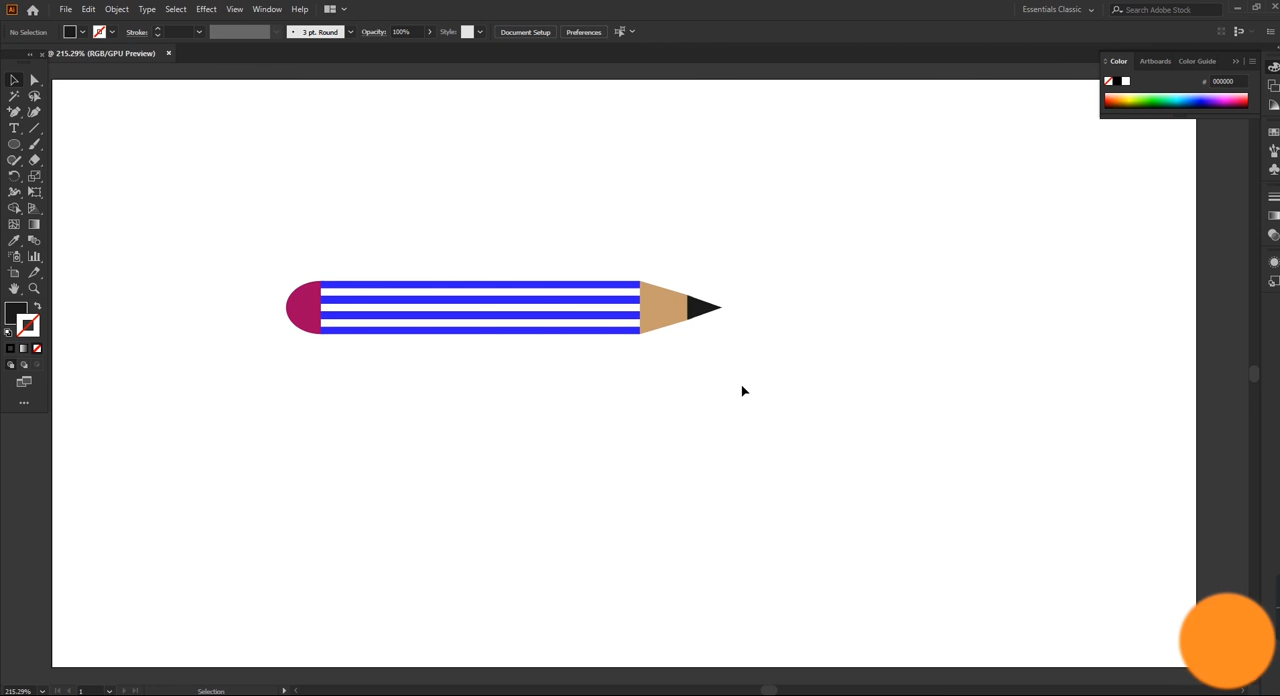 Ai File Edit Object Type Select Effect View Window Help Essentials Classic Search Adobe Stock
No Selection Stroke: 3 pt. Round Opacity: 100% Style: Document Setup Preferences
@ 215.29% (RGB/GPU Preview)
Color Artboards Color Guide
# 000000
215.29% 1 Selection